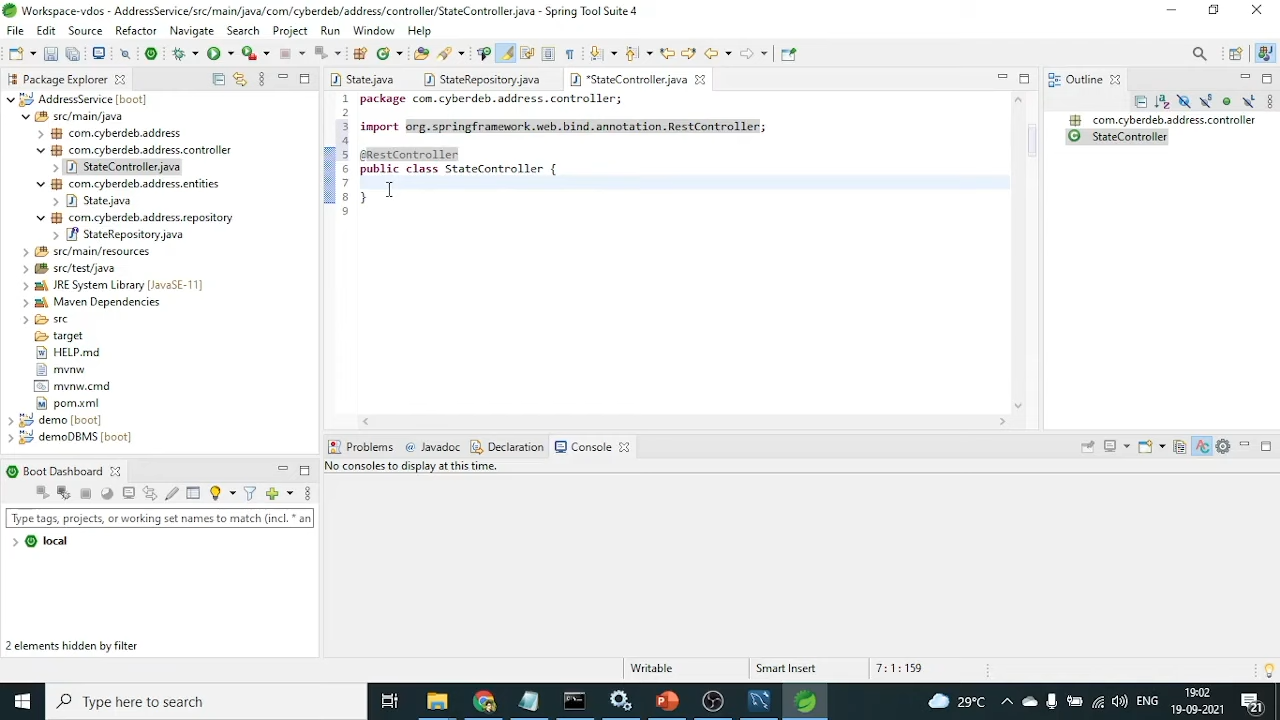 Workspace-vdos - AddressService/src/main/java/com/cyberdeb/address/controller/StateController.java - Spring Tool Suite 4
File Edit Source Refactor Navigate Search Project Run Window Help
Package Explorer
AddressService [boot]
src/main/java
com.cyberdeb.address
com.cyberdeb.address.controller
StateController.java
com.cyberdeb.address.entities
State.java
com.cyberdeb.address.repository
StateRepository.java
src/main/resources
src/test/java
JRE System Library [JavaSE-11]
Maven Dependencies
src
target
HELP.md
mvnw
mvnw.cmd
pom.xml
demo [boot]
demoDBMS [boot]
State.java StateRepository.java *StateController.java
1 package com.cyberdeb.address.controller;
2
3 import org.springframework.web.bind.annotation.RestController;
4
5 @RestController
6 public class StateController {
7
8 }
9
Outline
com.cyberdeb.address.controller
StateController
Boot Dashboard
Type tags, projects, or working set names to match (incl. * an
local
2 elements hidden by filter
Problems @ Javadoc Declaration Console
No consoles to display at this time.
Writable Smart Insert 7 : 1 : 159
Type here to search
29°C ENG 19:02
19-09-2021
21